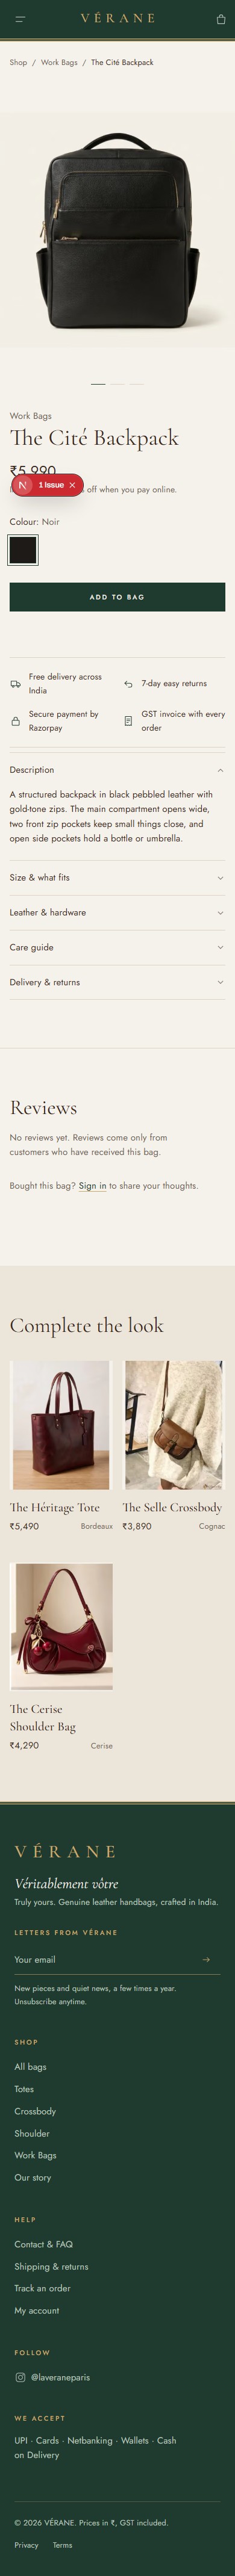 VÉRANE
Shop / Work Bags / The Cité Backpack
Work Bags
The Cité Backpack
₹5,990
N 1 Issue
off when you pay online.
Colour: Noir
ADD TO BAG
Free delivery across
India
7-day easy returns
Secure payment by
Razorpay
GST invoice with every
order
Description
A structured backpack in black pebbled leather with
gold-tone zips. The main compartment opens wide,
two front zip pockets keep small things close, and
open side pockets hold a bottle or umbrella.
Size & what fits
Leather & hardware
Care guide
Delivery & returns
Reviews
No reviews yet. Reviews come only from
customers who have received this bag.
Bought this bag? Sign in to share your thoughts.
Complete the look
The Héritage Tote
₹5,490 Bordeaux
The Selle Crossbody
₹3,890 Cognac
The Cerise
Shoulder Bag
₹4,290 Cerise
VÉRANE
Véritablement vôtre
Truly yours. Genuine leather handbags, crafted in India.
LETTERS FROM VÉRANE
Your email
New pieces and quiet news, a few times a year.
Unsubscribe anytime.
SHOP
All bags
Totes
Crossbody
Shoulder
Work Bags
Our story
HELP
Contact & FAQ
Shipping & returns
Track an order
My account
FOLLOW
@laveraneparis
WE ACCEPT
UPI · Cards · Netbanking · Wallets · Cash
on Delivery
© 2026 VÉRANE. Prices in ₹, GST included.
Privacy Terms